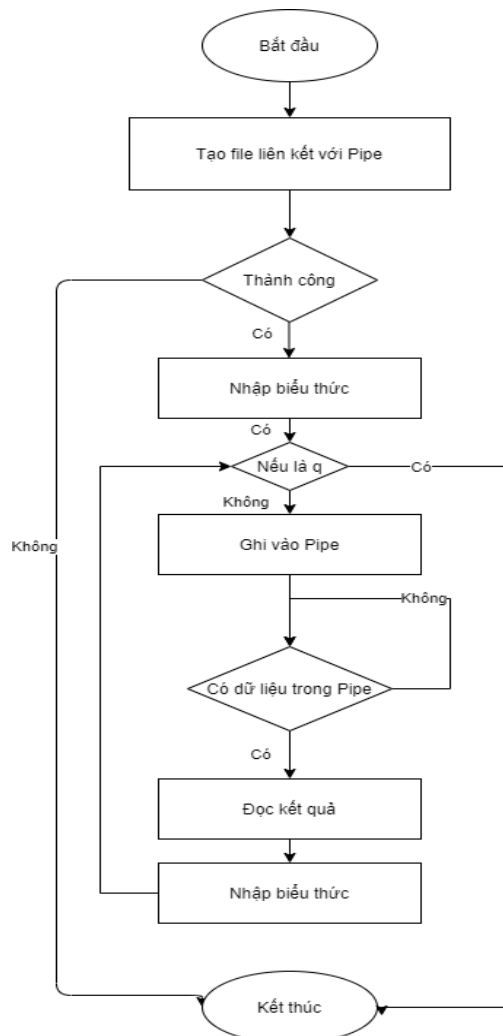 Bắt đầu
Tạo file liên kết với Pipe
Thành công
Có
Nhập biểu thức
Có
Nếu là q
Có
Không
Ghi vào Pipe
Không
Không
Có dữ liệu trong Pipe
Có
Đọc kết quả
Nhập biểu thức
Kết thúc